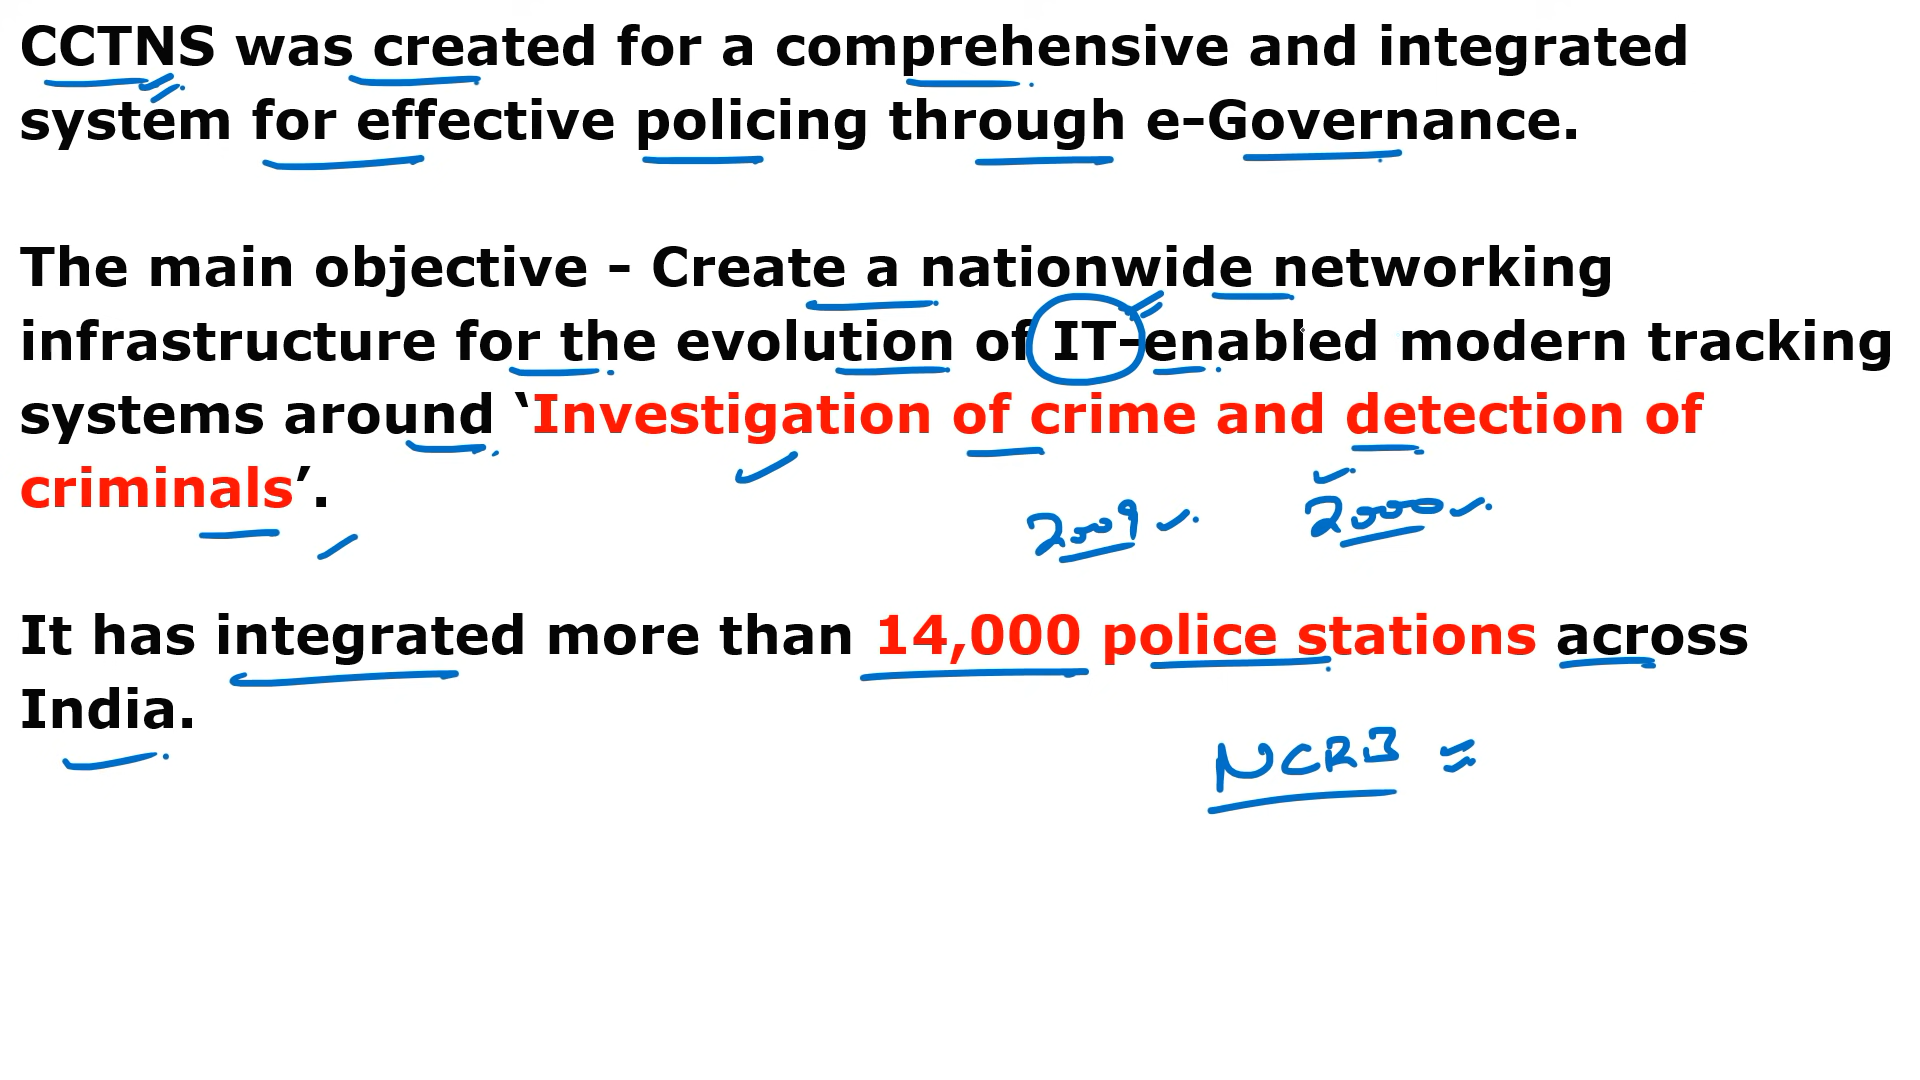 CCTNS was created for a comprehensive and integrated
system for effective policing through e-Governance.
The main objective – Create a nationwide networking
infrastructure for the evolution of IT-enabled modern tracking
systems around ‘Investigation of crime and detection of
criminals’.
2009 2000
It has integrated more than 14,000 police stations across
India.
NCRB